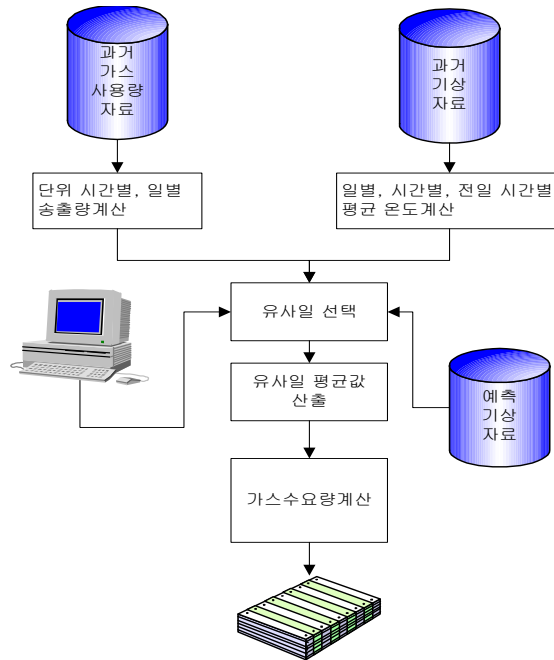 과거
가스
사용량
자료
과거
기상
자료
단위 시간별, 일별
송출량계산
일별, 시간별, 전일 시간별
평균 온도계산
유사일 선택
유사일 평균값
산출
예측
기상
자료
가스수요량계산